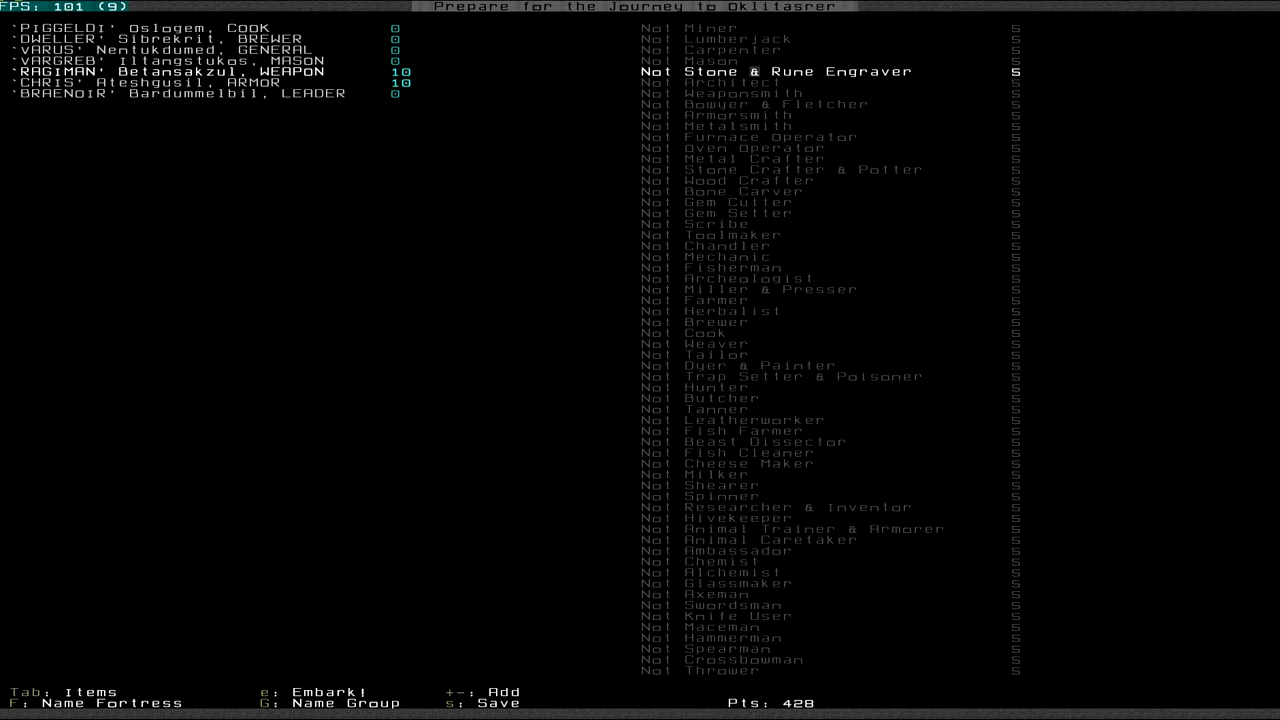 FPS: 101 (9)
Prepare for the Journey to Oklitasrer
`PIGGELDI' Oslogem, COOK 0
`DWELLER' Sibrekrit, BREWER 0
`VARUS' Nentukdumed, GENERAL 0
`VARGREB' Iltangstukos, MASON 0
`RAGIMAN' Betansakzul, WEAPON 10
`CHRIS' Ateshgusil, ARMOR 10
`BRAENOIR' Bardummelbil, LEADER 0
Not Miner 5
Not Lumberjack 5
Not Carpenter 5
Not Mason 5
Not Stone & Rune Engraver 5
Not Architect 5
Not Weaponsmith 5
Not Bowyer & Fletcher 5
Not Armorsmith 5
Not Metalsmith 5
Not Furnace Operator 5
Not Oven Operator 5
Not Metal Crafter 5
Not Stone Crafter & Potter 5
Not Wood Crafter 5
Not Bone Carver 5
Not Gem Cutter 5
Not Gem Setter 5
Not Scribe 5
Not Toolmaker 5
Not Chandler 5
Not Mechanic 5
Not Fisherman 5
Not Archeologist 5
Not Miller & Presser 5
Not Farmer 5
Not Herbalist 5
Not Brewer 5
Not Cook 5
Not Weaver 5
Not Tailor 5
Not Dyer & Painter 5
Not Trap Setter & Poisoner 5
Not Hunter 5
Not Butcher 5
Not Tanner 5
Not Leatherworker 5
Not Fish Farmer 5
Not Beast Dissector 5
Not Fish Cleaner 5
Not Cheese Maker 5
Not Milker 5
Not Shearer 5
Not Spinner 5
Not Researcher & Inventor 5
Not Hivekeeper 5
Not Animal Trainer & Armorer 5
Not Animal Caretaker 5
Not Ambassador 5
Not Chemist 5
Not Alchemist 5
Not Glassmaker 5
Not Axeman 5
Not Swordsman 5
Not Knife User 5
Not Maceman 5
Not Hammerman 5
Not Spearman 5
Not Crossbowman 5
Not Thrower 5
Tab: Items e: Embark! +-: Add
F: Name Fortress G: Name Group s: Save Pts: 428